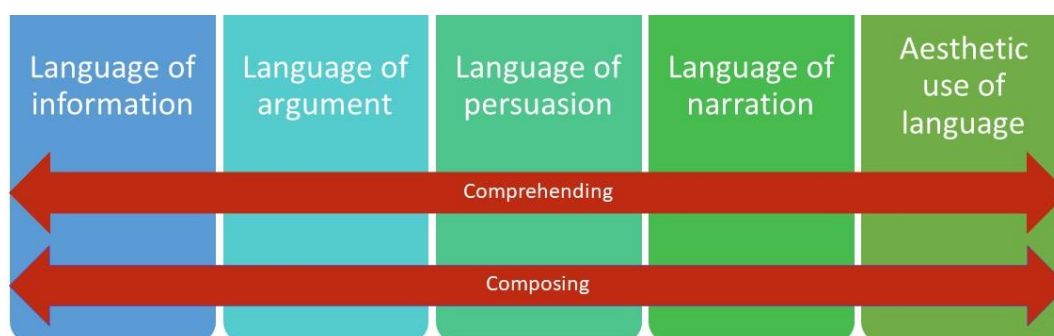 Language of
information
Language of
argument
Language of
persuasion
Language of
narration
Aesthetic
use of
language
Comprehending
Composing